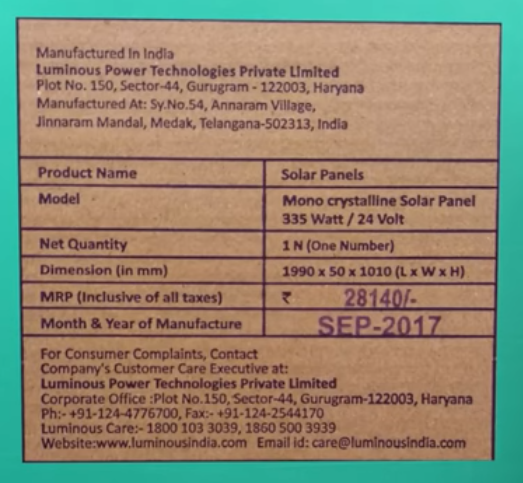 Manufactured In India
Luminous Power Technologies Private Limited
Plot No. 150, Sector-44, Gurugram - 122003, Haryana
Manufactured At: Sy.No.54, Annaram Village,
Jinnaram Mandal, Medak, Telangana-502313, India
Product Name Solar Panels
Model Mono crystalline Solar Panel
335 Watt / 24 Volt
Net Quantity 1 N (One Number)
Dimension (in mm) 1990 x 50 x 1010 (L x W x H)
MRP (Inclusive of all taxes) ₹ 28140/-
Month & Year of Manufacture SEP-2017
For Consumer Complaints, Contact
Company's Customer Care Executive at:
Luminous Power Technologies Private Limited
Corporate Office :Plot No.150, Sector-44, Gurugram-122003, Haryana
Ph:- +91-124-4776700, Fax:- +91-124-2544170
Luminous Care:- 1800 103 3039, 1860 500 3939
Website:www.luminousindia.com Email id: care@luminousindia.com